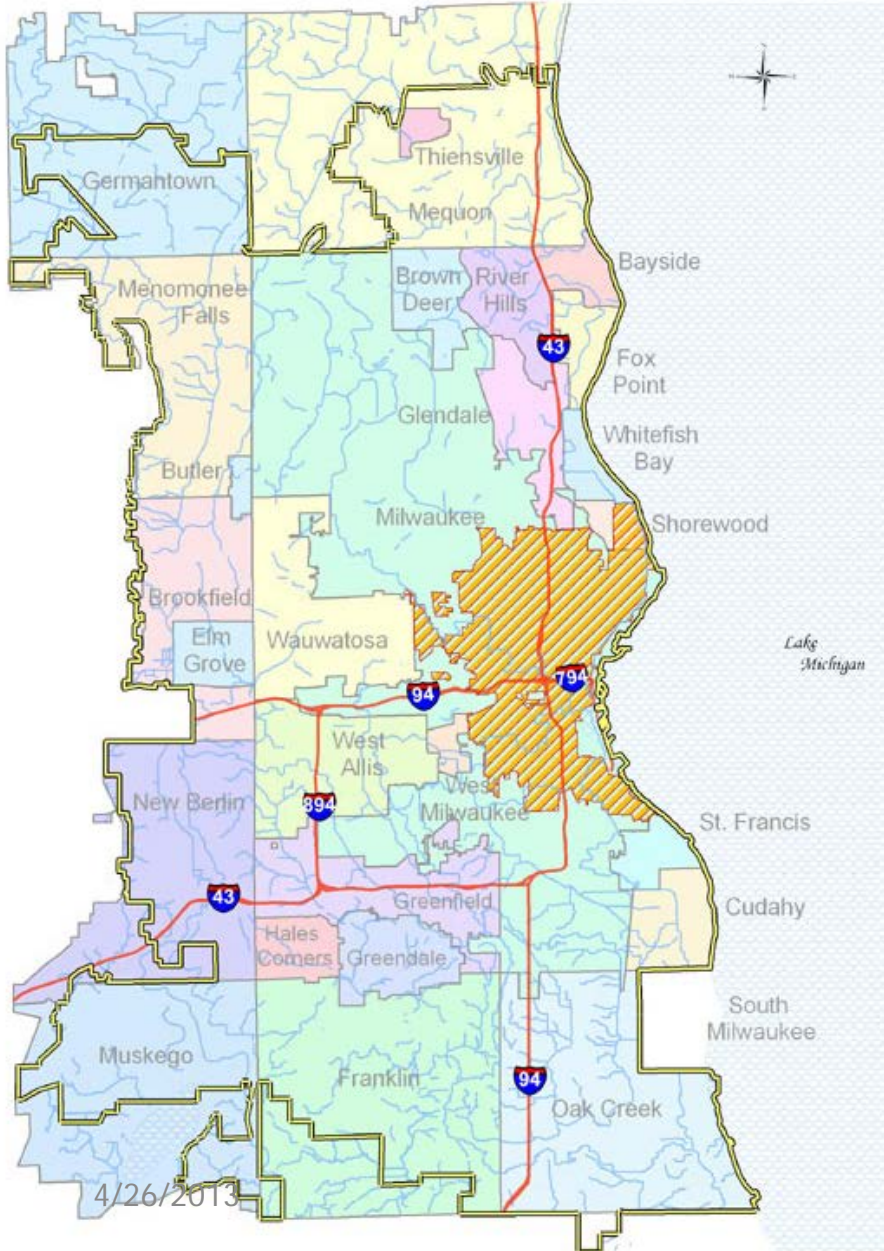 Thiensville
Germantown
Mequon
Bayside
Brown
Deer
River
Hills
Menomonee
Falls
43
Fox
Point
Glendale
Whitefish
Bay
Butler
Milwaukee
Shorewood
Brookfield
Elm
Grove
Wauwatosa
Lake
Michigan
794
94
West
Allis
West
Milwaukee
New Berlin
894
St. Francis
43
Greenfield
Cudahy
Hales
Corners
Greendale
South
Milwaukee
Muskego
Franklin
94
Oak Creek
4/26/2013